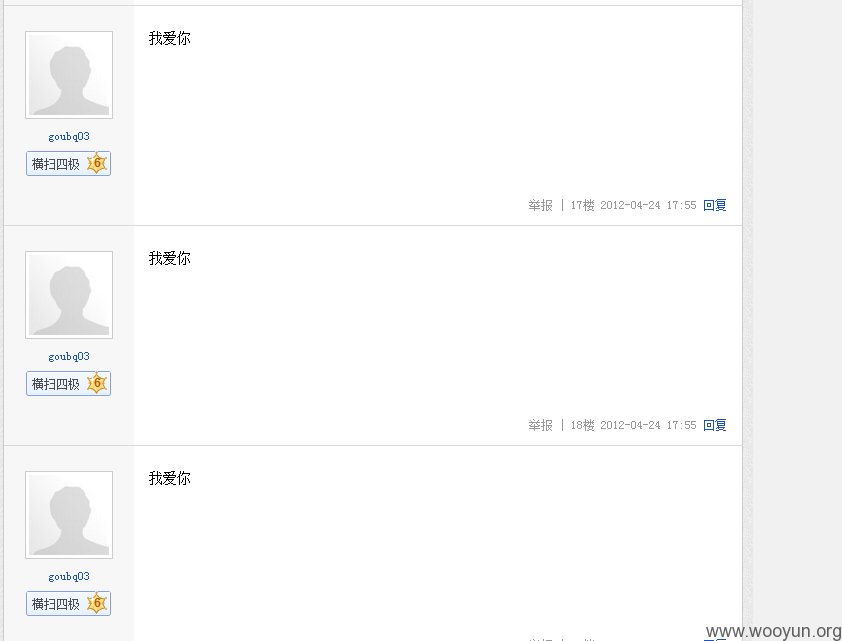 我爱你
goubq03
横扫四极 6
举报 | 17楼 2012-04-24 17:55 回复
我爱你
goubq03
横扫四极 6
举报 | 18楼 2012-04-24 17:55 回复
我爱你
goubq03
横扫四极 6
www.wooyun.org